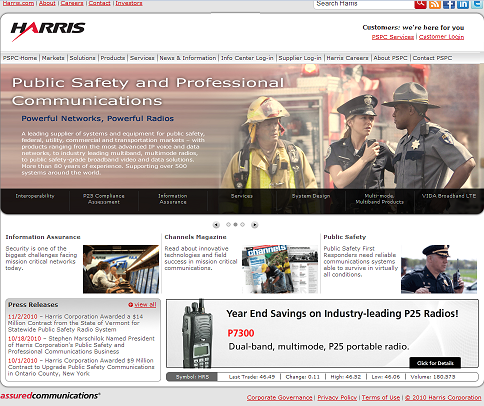 Harris.com | About | Careers | Contact | Investors
Search Harris
HARRIS
Customers: we're here for you
PSPC Services | Customer Login
PSPC-Home | Markets | Solutions | Products | Services | News & Information | Info Center Log-in | Supplier Log-in | Harris Careers | About PSPC | Contact PSPC
Public Safety and Professional
Communications
Powerful Networks, Powerful Radios
A leading supplier of systems and equipment for public safety,
federal, utility, commercial and transportation markets – with
products ranging from the most advanced IP voice and data
networks, to industry leading multiband, multimode radios,
to public safety-grade broadband video and data solutions.
More than 80 years of experience. Supporting over 500
systems around the world.
Interoperability
P25 Compliance
Assessment
Information
Assurance
Services
System Design
Multi-mode,
Multiband Products
VIDA Broadband LTE
Information Assurance
Security is one of the
biggest challenges facing
mission critical networks
today.
Channels Magazine
Read about innovative
technologies and field
success in mission critical
communications.
channels
Public Safety
Public Safety First
Responders need reliable
communications systems
able to survive in virtually
all conditions.
Press Releases
view all
11/2/2010 – Harris Corporation Awarded a $14
Million Contract from the State of Vermont for
Statewide Public Safety Radio System
10/18/2010 – Stephen Marschilok Named President
of Harris Corporation's Public Safety and
Professional Communications Business
10/1/2010 – Harris Corporation Awarded $9 Million
Contract to Upgrade Public Safety Communications
in Ontario County, New York
Year End Savings on Industry-leading P25 Radios!
P7300
Dual-band, multimode, P25 portable radio.
Click for Details
Symbol: HRS
Last Trade: 46.49
Change: 0.11
High: 46.32
Low: 46.06
Volume: 180,573
assuredcommunications®
Corporate Governance | Privacy Policy | Terms of Use | © 2010 Harris Corporation